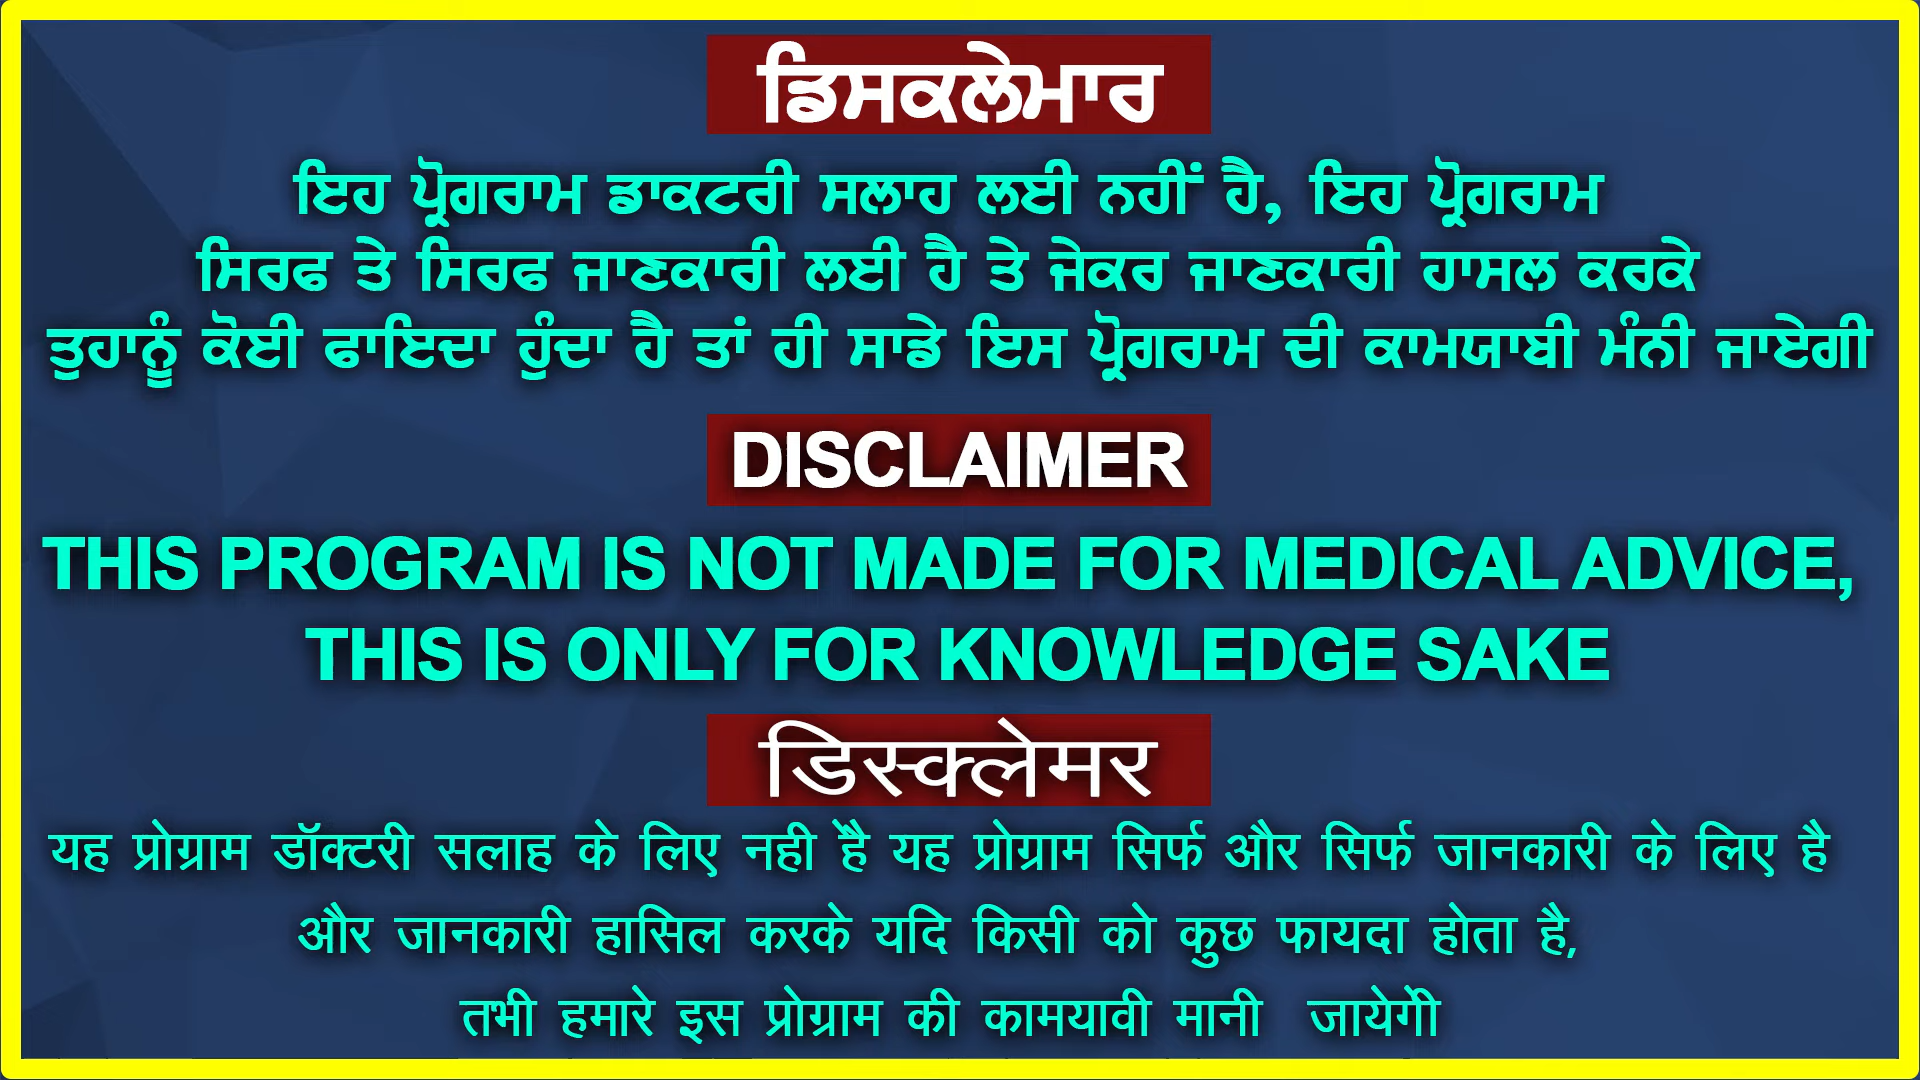 ਡਿਸਕਲੇਮਾਰ
ਇਹ ਪ੍ਰੋਗਰਾਮ ਡਾਕਟਰੀ ਸਲਾਹ ਲਈ ਨਹੀਂ ਹੈ, ਇਹ ਪ੍ਰੋਗਰਾਮ
ਸਿਰਫ ਤੇ ਸਿਰਫ ਜਾਣਕਾਰੀ ਲਈ ਹੈ ਤੇ ਜੇਕਰ ਜਾਣਕਾਰੀ ਹਾਸਲ ਕਰਕੇ
ਤੁਹਾਨੂੰ ਕੋਈ ਫਾਇਦਾ ਹੁੰਦਾ ਹੈ ਤਾਂ ਹੀ ਸਾਡੇ ਇਸ ਪ੍ਰੋਗਰਾਮ ਦੀ ਕਾਮਯਾਬੀ ਮੰਨੀ ਜਾਏਗੀ
DISCLAIMER
THIS PROGRAM IS NOT MADE FOR MEDICAL ADVICE,
THIS IS ONLY FOR KNOWLEDGE SAKE
डिस्क्लेमर
यह प्रोग्राम डॉक्टरी सलाह के लिए नही है यह प्रोग्राम सिर्फ और सिर्फ जानकारी के लिए है
और जानकारी हासिल करके यदि किसी को कुछ फायदा होता है,
तभी हमारे इस प्रोग्राम की कामयावी मानी जायेगी